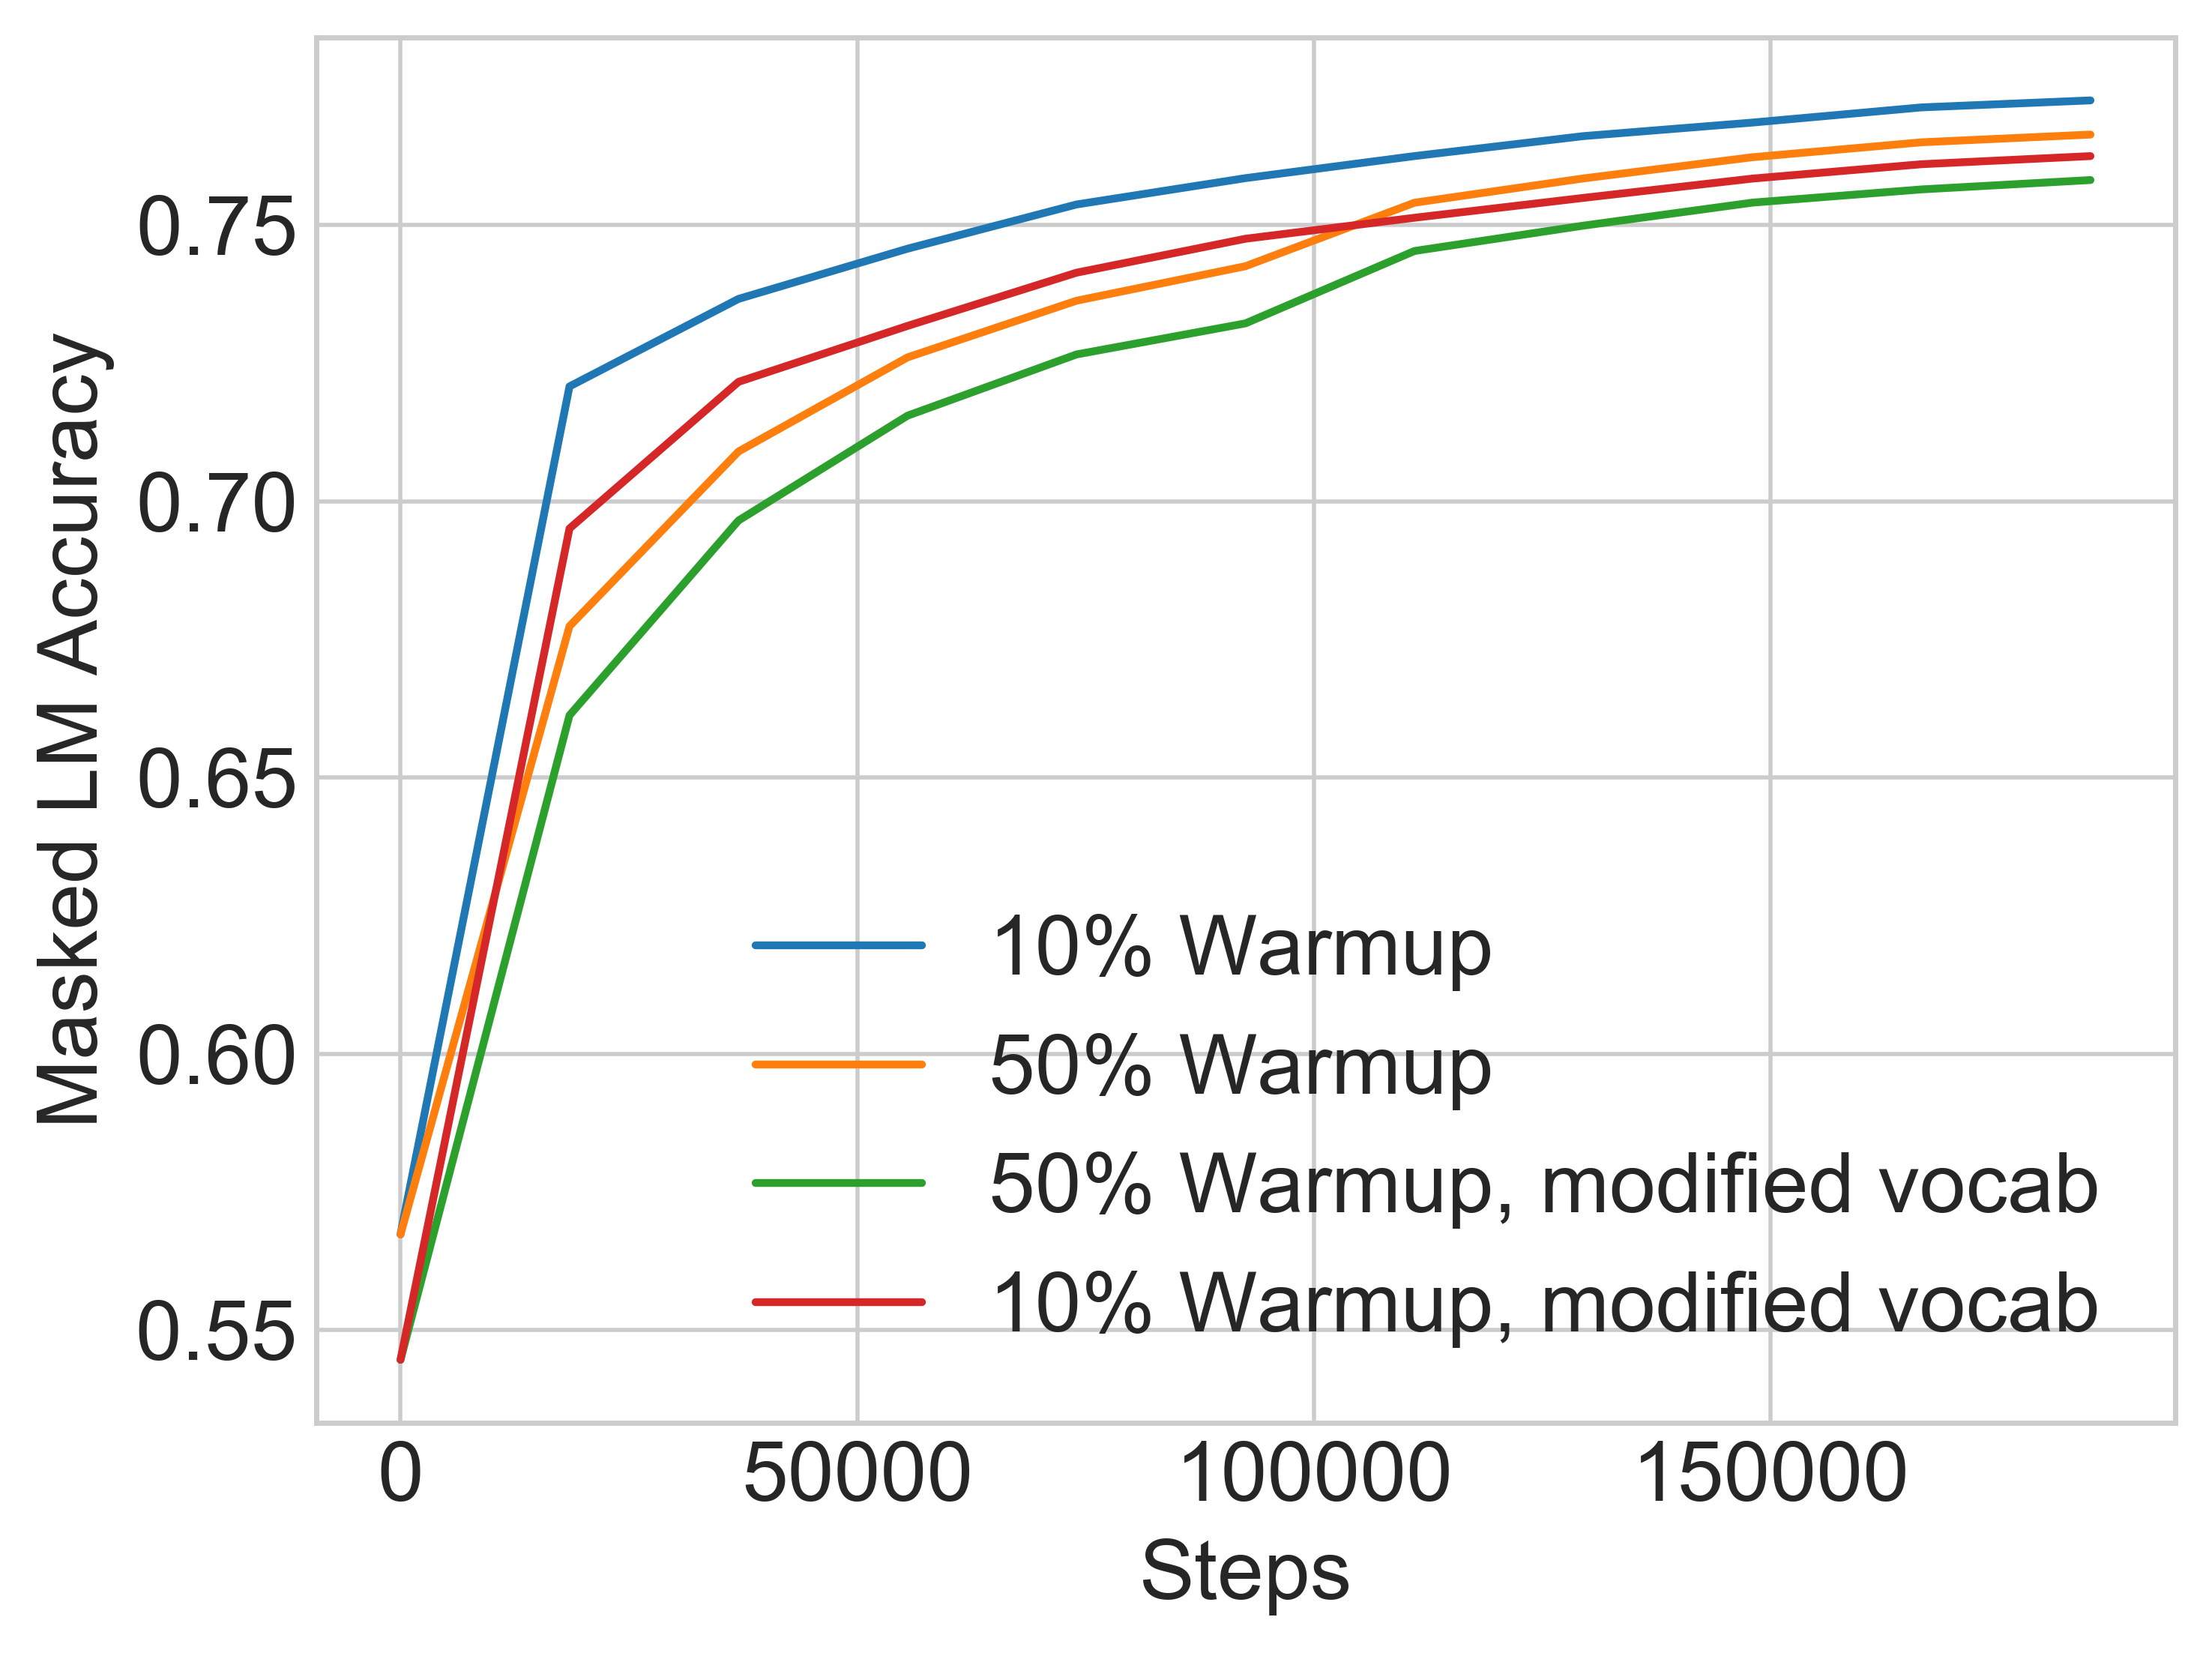 Masked LM Accuracy
0.75
0.70
0.65
0.60
0.55
10% Warmup
50% Warmup
50% Warmup, modified vocab
10% Warmup, modified vocab
0
50000
100000
150000
Steps